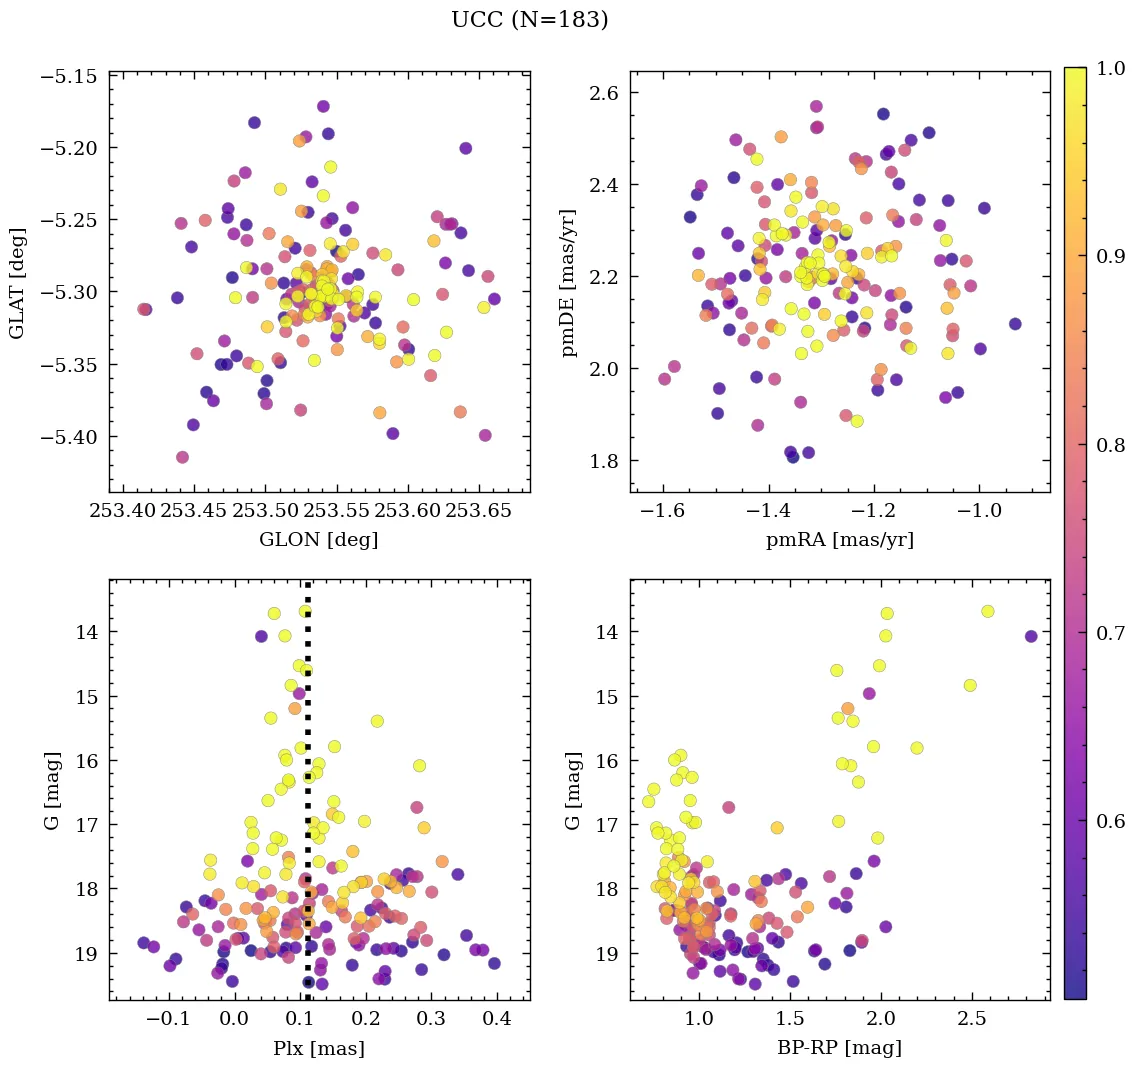 UCC (N=183)
−5.15
−5.20
−5.25
−5.30
−5.35
−5.40
GLAT [deg]
253.40 253.45 253.50 253.55 253.60 253.65
GLON [deg]
2.6
2.4
2.2
2.0
1.8
pmDE [mas/yr]
−1.6 −1.4 −1.2 −1.0
pmRA [mas/yr]
14
15
16
17
18
19
G [mag]
−0.1 0.0 0.1 0.2 0.3 0.4
Plx [mas]
14
15
16
17
18
19
G [mag]
1.0 1.5 2.0 2.5
BP-RP [mag]
1.0
0.9
0.8
0.7
0.6